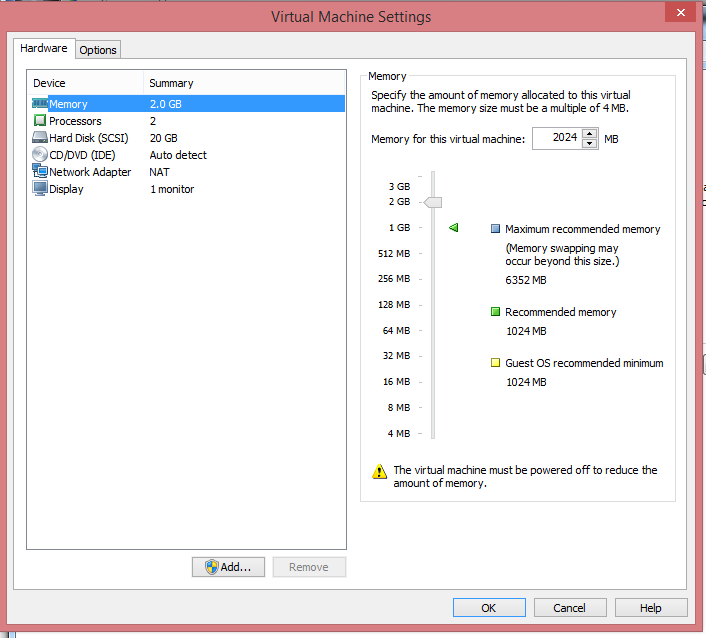 Virtual Machine Settings
Hardware
Options
Device Summary
Memory 2.0 GB
Processors 2
Hard Disk (SCSI) 20 GB
CD/DVD (IDE) Auto detect
Network Adapter NAT
Display 1 monitor
Add...
Remove
Memory
Specify the amount of memory allocated to this virtual
machine. The memory size must be a multiple of 4 MB.
Memory for this virtual machine: 2024 MB
3 GB
2 GB
1 GB
512 MB
256 MB
128 MB
64 MB
32 MB
16 MB
8 MB
4 MB
Maximum recommended memory
(Memory swapping may
occur beyond this size.)
6352 MB
Recommended memory
1024 MB
Guest OS recommended minimum
1024 MB
The virtual machine must be powered off to reduce the
amount of memory.
OK
Cancel
Help